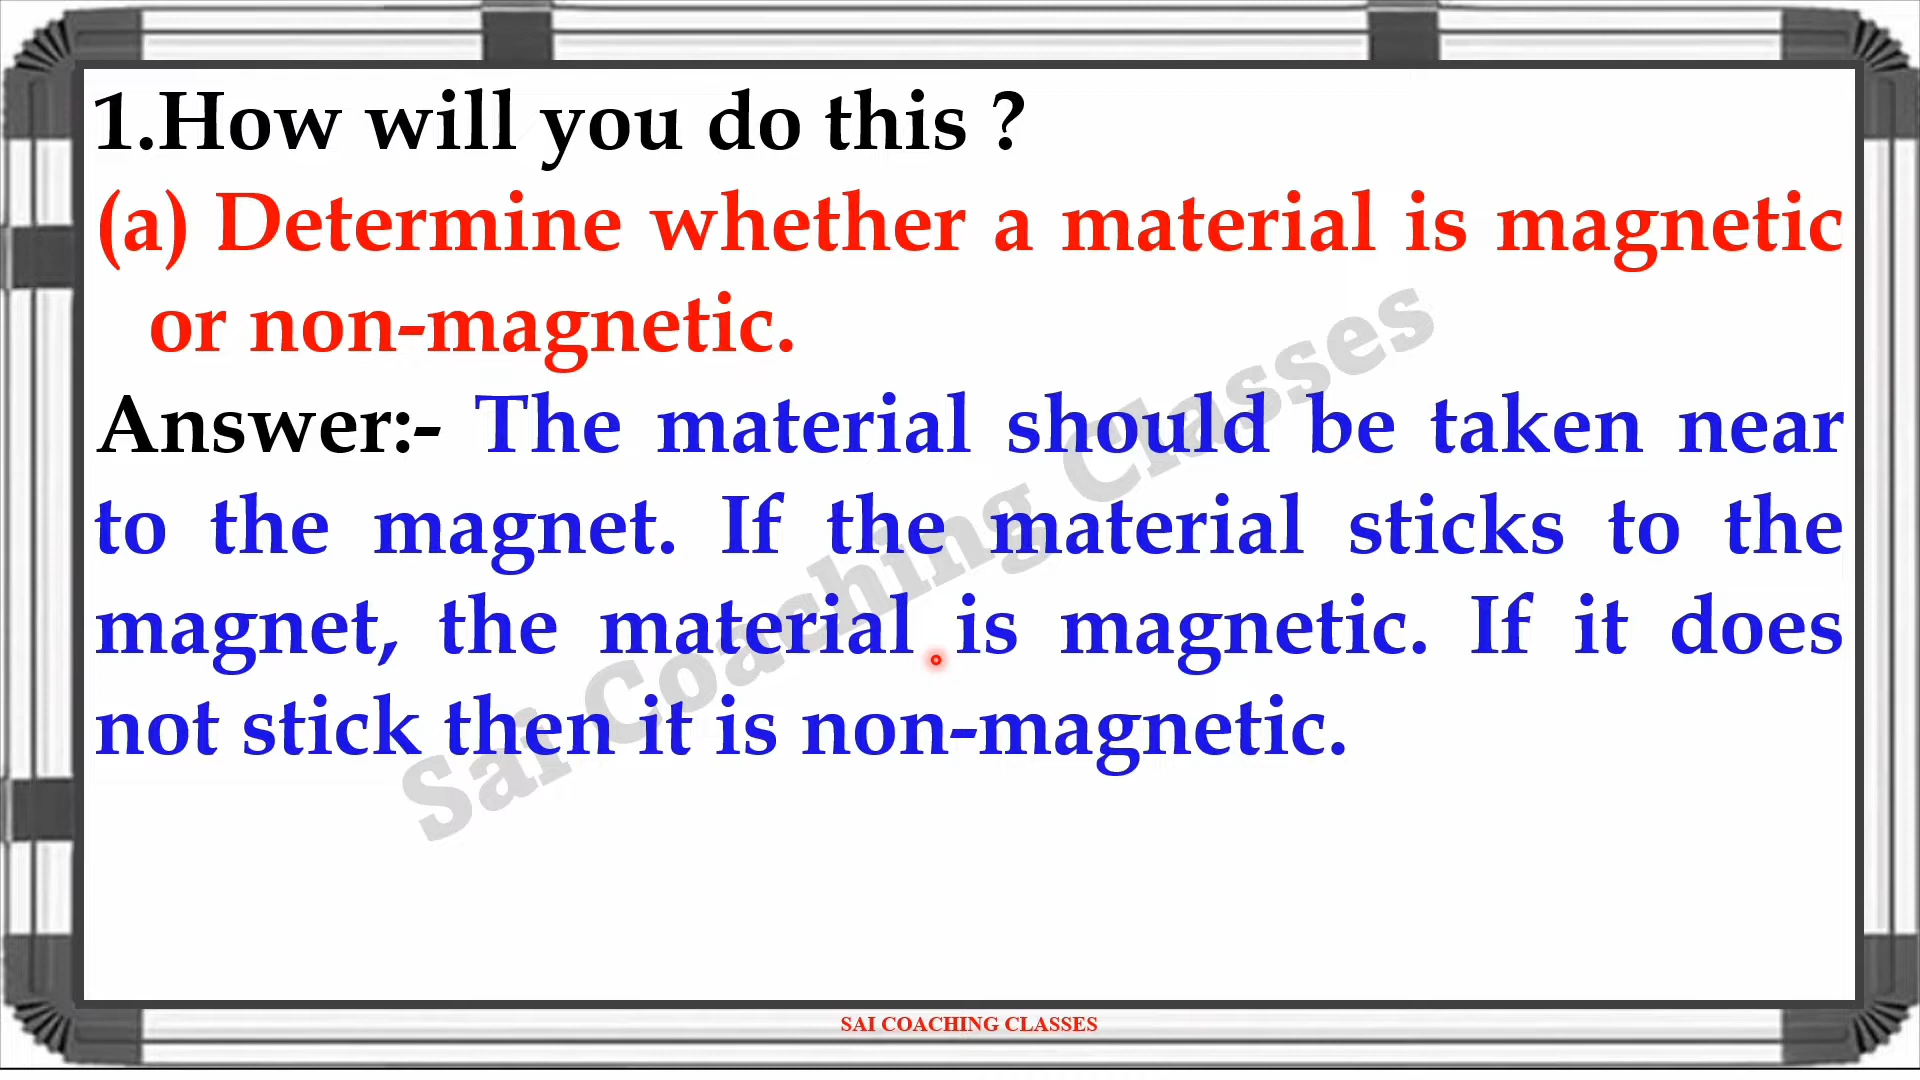 1.How will you do this ?
(a) Determine whether a material is magnetic
or non-magnetic.
Answer:- The material should be taken near
to the magnet. If the material sticks to the
magnet, the material is magnetic. If it does
not stick then it is non-magnetic.
Sai Coaching Classes
SAI COACHING CLASSES